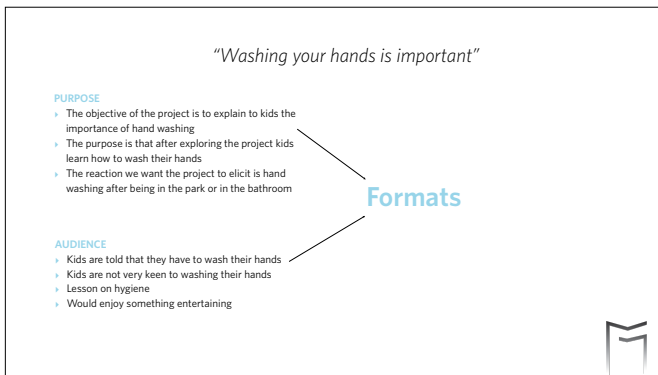 “Washing your hands is important”
PURPOSE
The objective of the project is to explain to kids the
importance of hand washing
The purpose is that after exploring the project kids
learn how to wash their hands
The reaction we want the project to elicit is hand
washing after being in the park or in the bathroom
Formats
AUDIENCE
Kids are told that they have to wash their hands
Kids are not very keen to washing their hands
Lesson on hygiene
Would enjoy something entertaining